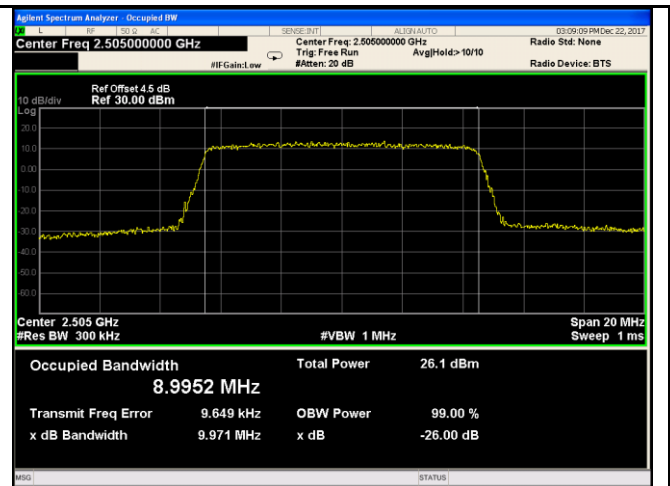 Agilent Spectrum Analyzer - Occupied BW
L RF 50 Ω AC SENSE:INT ALIGN AUTO 03:09:09 PM Dec 22, 2017
Center Freq 2.505000000 GHz Center Freq: 2.505000000 GHz Radio Std: None
Trig: Free Run Avg|Hold:> 10/10
#IFGain:Low #Atten: 20 dB Radio Device: BTS
Ref Offset 4.5 dB
10 dB/div Ref 30.00 dBm
Log
20.0
10.0
0.00
-10.0
-20.0
-30.0
-40.0
-50.0
-60.0
Center 2.505 GHz Span 20 MHz
#Res BW 300 kHz #VBW 1 MHz Sweep 1 ms
Occupied Bandwidth Total Power 26.1 dBm
8.9952 MHz
Transmit Freq Error 9.649 kHz OBW Power 99.00 %
x dB Bandwidth 9.971 MHz x dB -26.00 dB
MSG STATUS